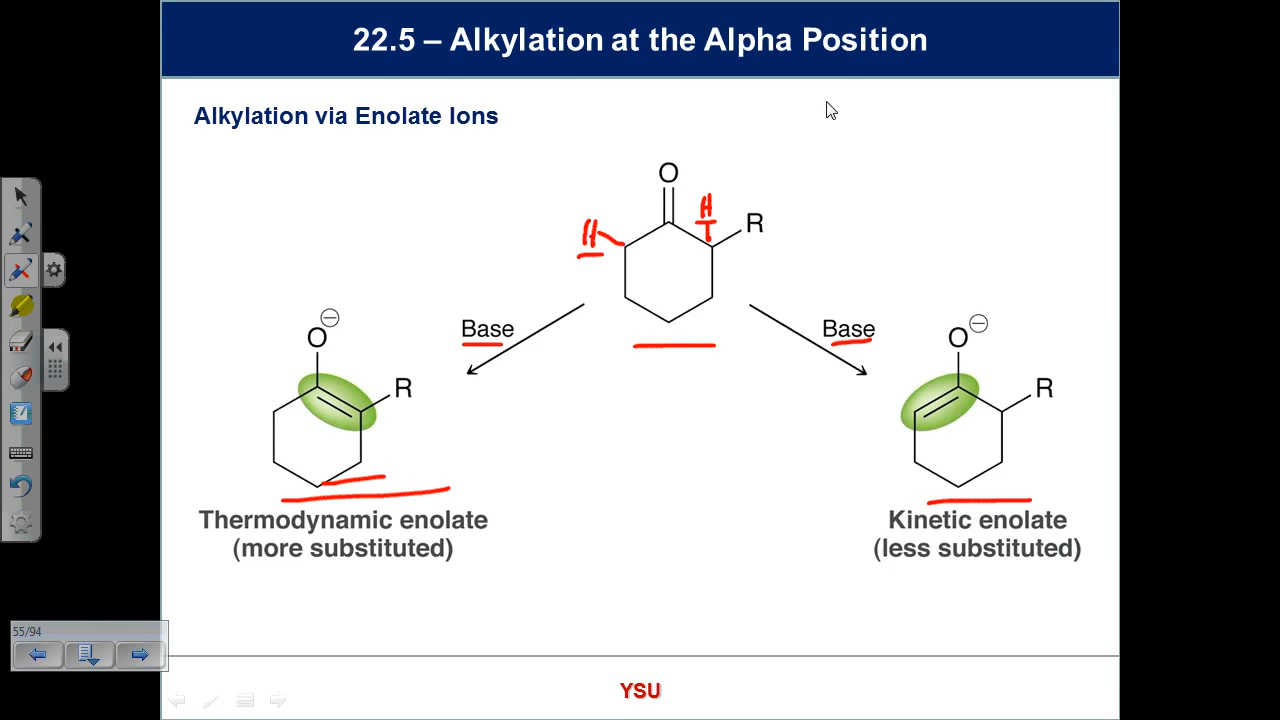 22.5 – Alkylation at the Alpha Position
Alkylation via Enolate Ions
O
H
H
R
Base
Base
O
R
O
R
Thermodynamic enolate
(more substituted)
Kinetic enolate
(less substituted)
55/94
YSU